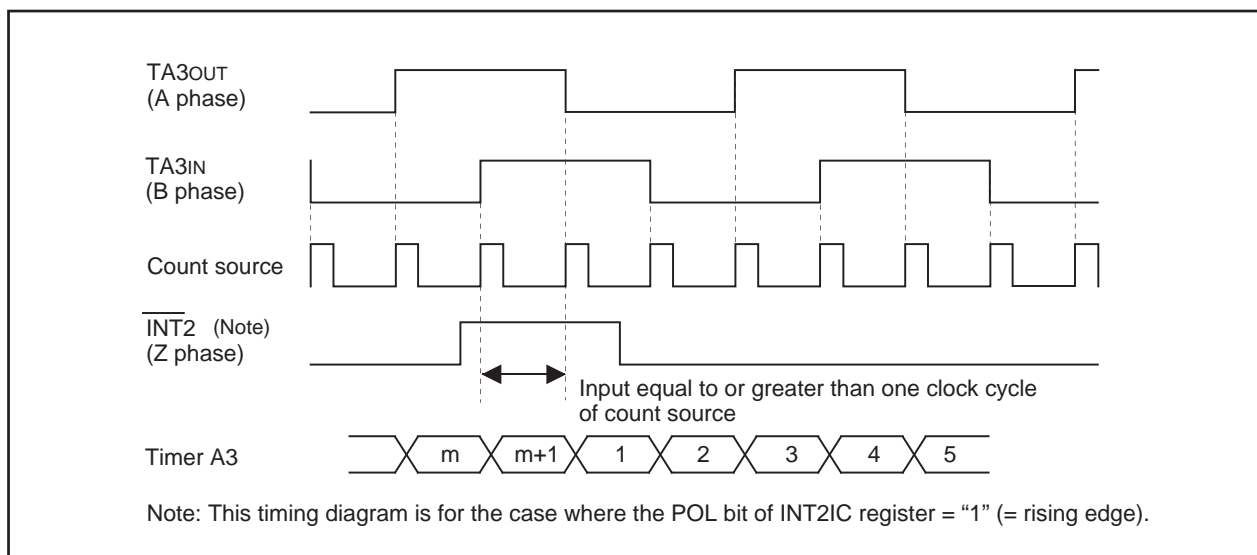 TA3OUT
(A phase)
TA3IN
(B phase)
Count source
INT2 (Note)
(Z phase)
Input equal to or greater than one clock cycle
of count source
Timer A3 m m+1 1 2 3 4 5
Note: This timing diagram is for the case where the POL bit of INT2IC register = “1” (= rising edge).